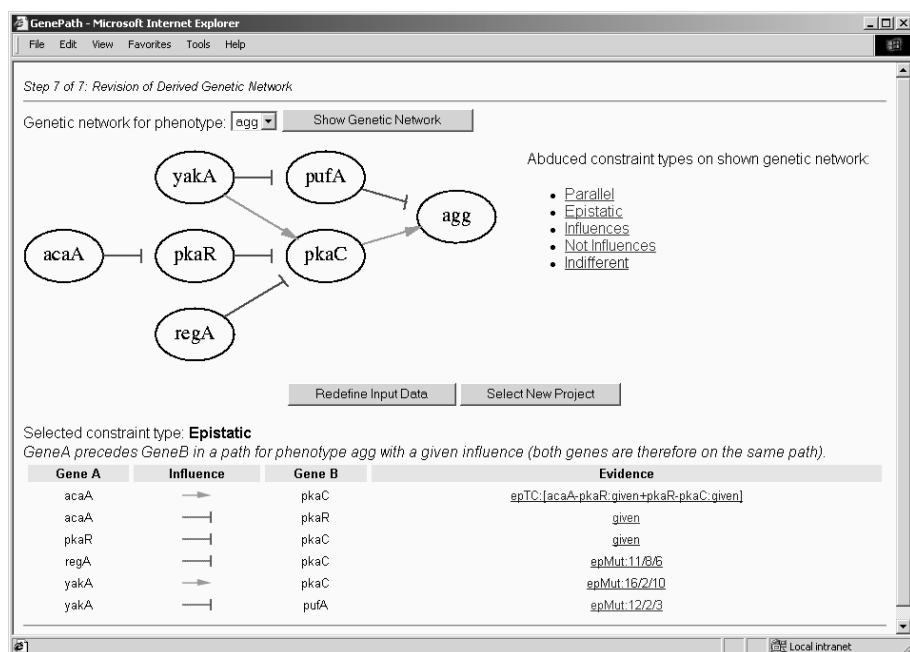 GenePath - Microsoft Internet Explorer
File Edit View Favorites Tools Help
Step 7 of 7: Revision of Derived Genetic Network
Genetic network for phenotype: agg Show Genetic Network
Abduced constraint types on shown genetic network:
yakA pufA
• Parallel
• Epistatic
agg
• Influences
• Not Influences
acaA pkaR pkaC
• Indifferent
regA
Redefine Input Data Select New Project
Selected constraint type: Epistatic
GeneA precedes GeneB in a path for phenotype agg with a given influence (both genes are therefore on the same path).
Gene A Influence Gene B Evidence
acaA pkaC epTC:[acaA-pkaR:given+pkaR-pkaC:given]
acaA pkaR given
pkaR pkaC given
regA pkaC epMut:11/8/6
yakA pkaC epMut:16/2/10
yakA pufA epMut:12/2/3
Local intranet